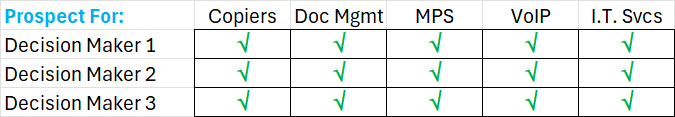 Prospect For: Copiers Doc Mgmt MPS VoIP I.T. Svcs
Decision Maker 1 √ √ √ √ √
Decision Maker 2 √ √ √ √ √
Decision Maker 3 √ √ √ √ √